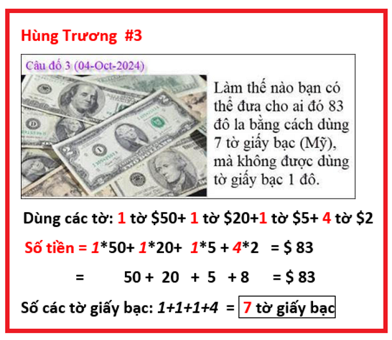 Hùng Trương #3
Câu đố 3 (04-Oct-2024)
Làm thế nào bạn có
thể đưa cho ai đó 83
đô la bằng cách dùng
7 tờ giấy bạc (Mỹ),
mà không được dùng
tờ giấy bạc 1 đô.
Dùng các tờ: 1 tờ $50+ 1 tờ $20+1 tờ $5+ 4 tờ $2
Số tiền = 1*50+ 1*20+ 1*5 + 4*2 = $ 83
= 50 + 20 + 5 + 8 = $ 83
Số các tờ giấy bạc: 1+1+1+4 = 7 tờ giấy bạc